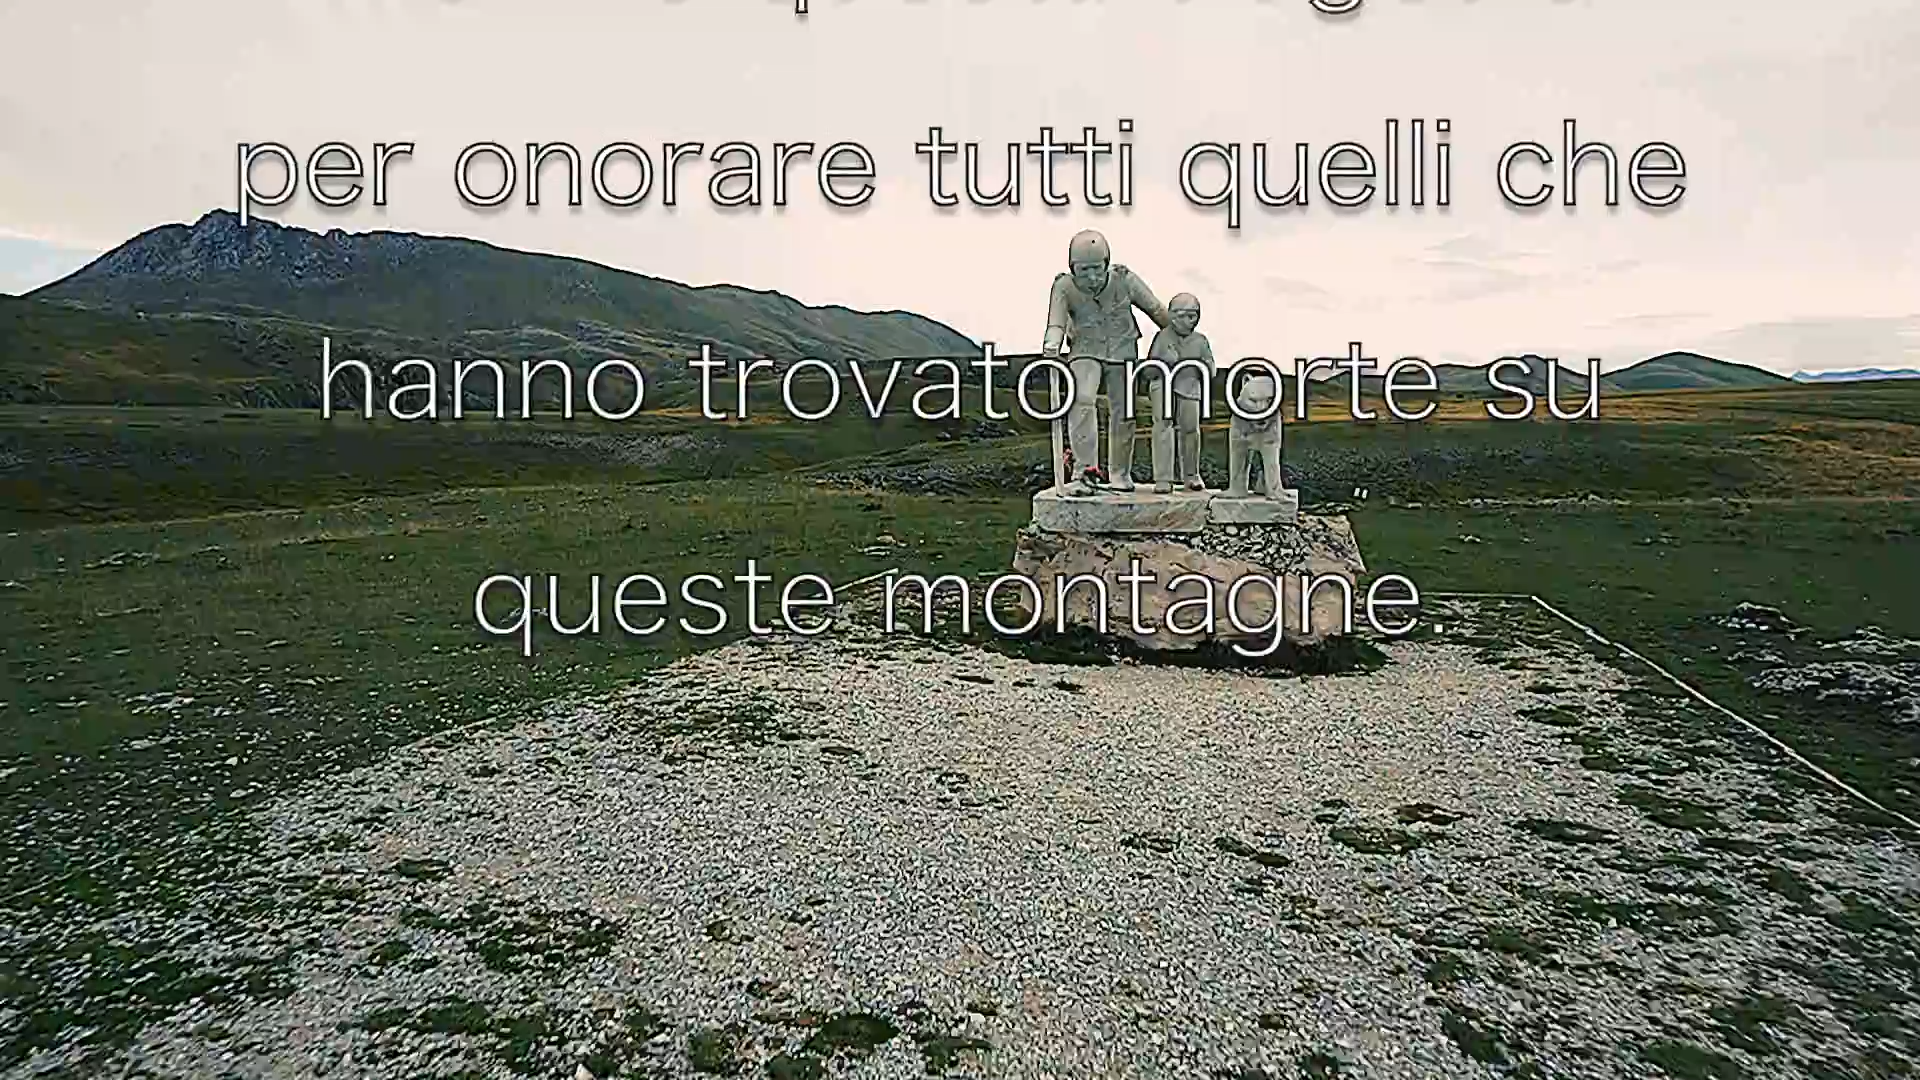 per onorare tutti quelli che
hanno trovato morte su
queste montagne.